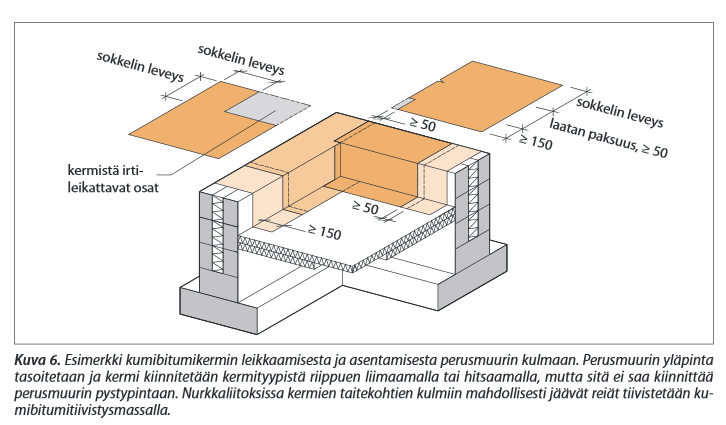 sokkelin leveys
sokkelin leveys
kermistä irti-
leikattavat osat
≥ 50
sokkelin leveys
≥ 150
laatan paksuus, ≥ 50
≥ 50
≥ 150
Kuva 6. Esimerkki kumibitumikermin leikkaamisesta ja asentamisesta perusmuurin kulmaan. Perusmuurin yläpinta
tasoitetaan ja kermi kiinnitetään kermityypistä riippuen liimaamalla tai hitsaamalla, mutta sitä ei saa kiinnittää
perusmuurin pystypintaan. Nurkkaliitoksissa kermien taitekohtien kulmiin mahdollisesti jäävät reiät tiivistetään ku-
mibitumitiivistysmassalla.